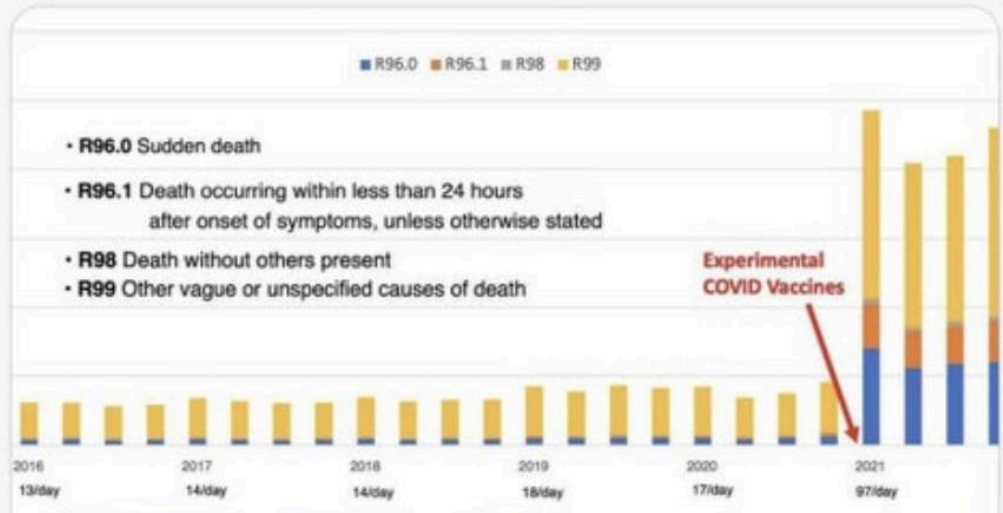 R96.0 R96.1 R98 R99
• R96.0 Sudden death
• R96.1 Death occurring within less than 24 hours
after onset of symptoms, unless otherwise stated
• R98 Death without others present
• R99 Other vague or unspecified causes of death
Experimental
COVID Vaccines
2016 2017 2018 2019 2020 2021
13/day 14/day 14/day 18/day 17/day 97/day